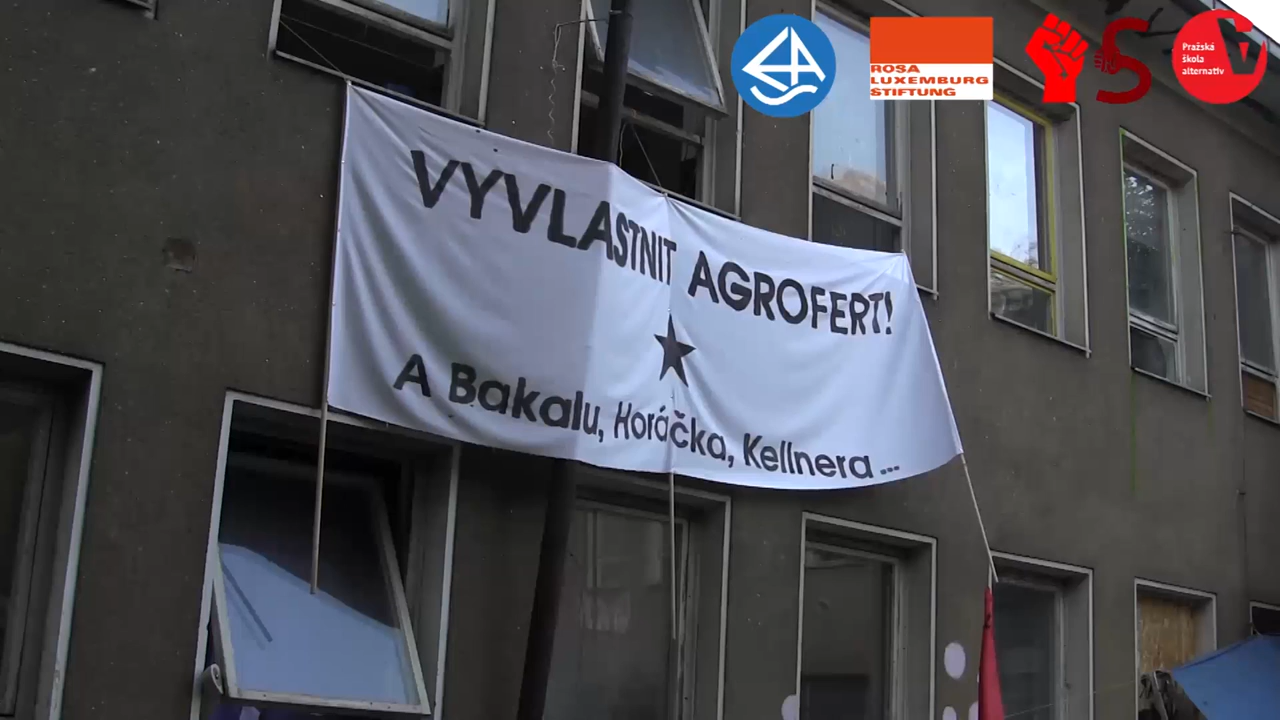 ROSA
LUXEMBURG
STIFTUNG
Pražská
škola
alternativ
VYVLASTNIT AGROFERT!
A Bakalu, Horáčka, Kellnera ...